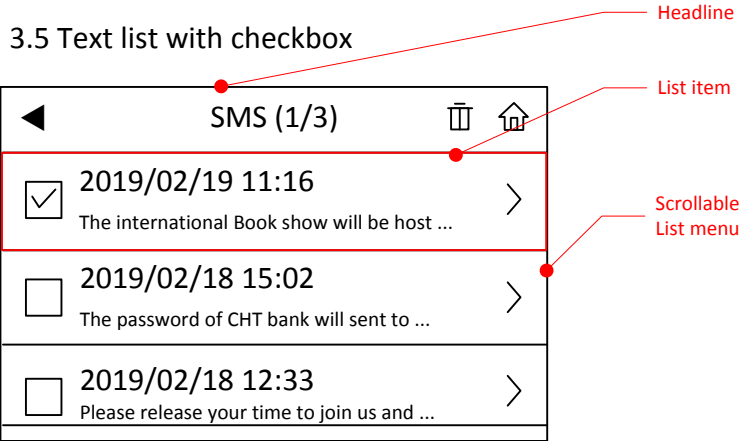 Headline
3.5 Text list with checkbox
List item
SMS (1/3)
2019/02/19 11:16
The international Book show will be host ...
Scrollable
List menu
2019/02/18 15:02
The password of CHT bank will sent to ...
2019/02/18 12:33
Please release your time to join us and ...